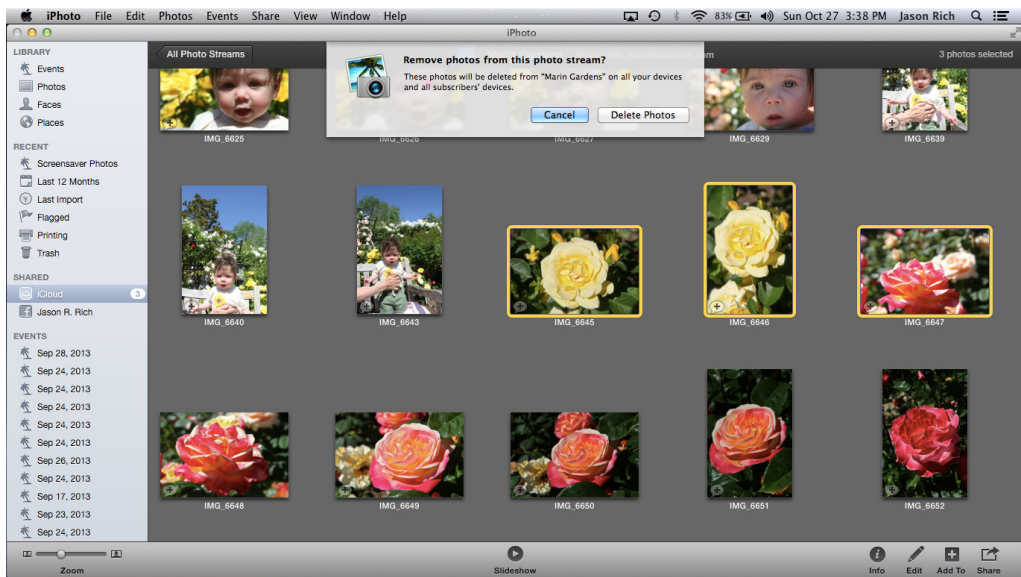 iPhoto File Edit Photos Events Share View Window Help
83% Sun Oct 27 3:38 PM Jason Rich
iPhoto
LIBRARY
Events
Photos
Faces
Places
RECENT
Screensaver Photos
Last 12 Months
Last Import
Flagged
Printing
Trash
SHARED
iCloud 3
Jason R. Rich
EVENTS
Sep 28, 2013
Sep 24, 2013
Sep 24, 2013
Sep 24, 2013
Sep 24, 2013
Sep 24, 2013
Sep 26, 2013
Sep 24, 2013
Sep 17, 2013
Sep 23, 2013
Sep 24, 2013
All Photo Streams
3 photos selected
Remove photos from this photo stream?
These photos will be deleted from "Marin Gardens" on all your devices
and all subscribers' devices.
Cancel Delete Photos
IMG_6625 IMG_6626 IMG_6627 IMG_6629 IMG_6639
IMG_6640 IMG_6643 IMG_6645 IMG_6646 IMG_6647
IMG_6648 IMG_6649 IMG_6650 IMG_6651 IMG_6652
Zoom Slideshow Info Edit Add To Share